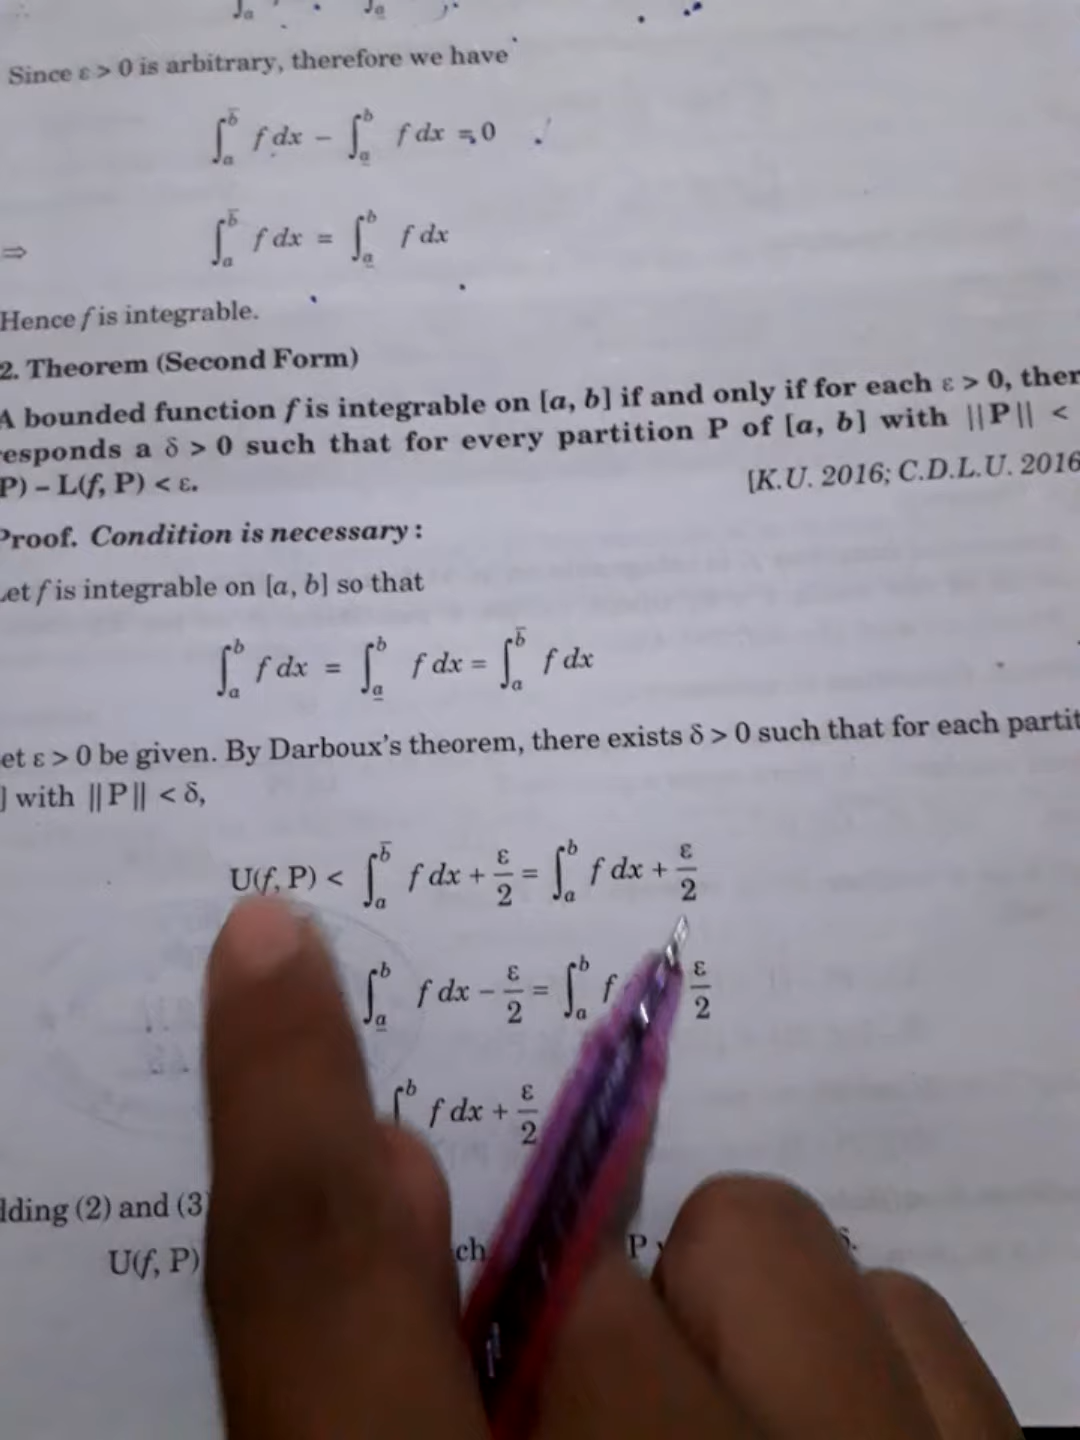 Since ε > 0 is arbitrary, therefore we have
∫_a^b̅ f dx – ∫_a̲^b f dx = 0
⇒ ∫_a^b̅ f dx = ∫_a̲^b f dx
Hence f is integrable.
2. Theorem (Second Form)
A bounded function f is integrable on [a, b] if and only if for each ε > 0, ther
esponds a δ > 0 such that for every partition P of [a, b] with ||P|| <
P) – L(f, P) < ε. [K.U. 2016; C.D.L.U. 2016
Proof. Condition is necessary :
et f is integrable on [a, b] so that
∫_a^b f dx = ∫_a̲^b f dx = ∫_a^b̅ f dx
et ε > 0 be given. By Darboux's theorem, there exists δ > 0 such that for each partit
] with ||P|| < δ,
U(f, P) < ∫_a^b̅ f dx + ε/2 = ∫_a^b f dx + ε/2
∫_a̲^b f dx – ε/2 = ∫_a^b f ε/2
∫^b f dx + ε/2
lding (2) and (3
U(f, P) ch P